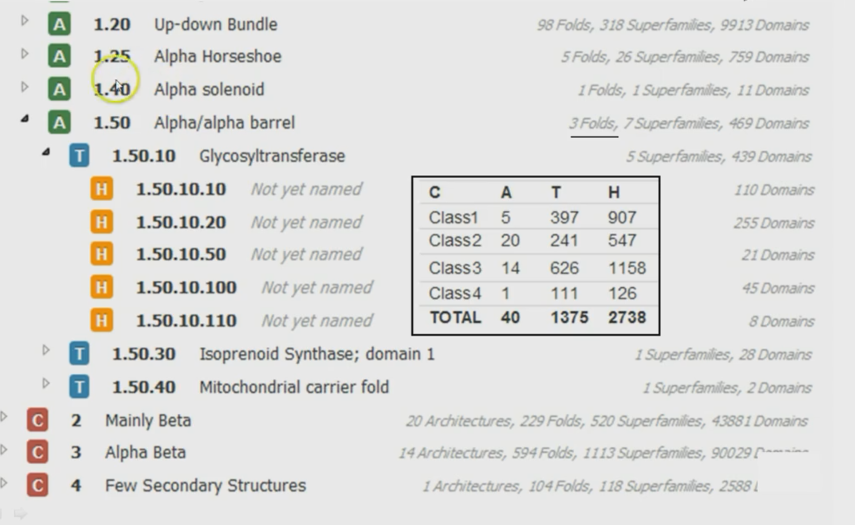 A 1.20 Up-down Bundle 98 Folds, 318 Superfamilies, 9913 Domains
A 1.25 Alpha Horseshoe 5 Folds, 26 Superfamilies, 759 Domains
A 1.40 Alpha solenoid 1 Folds, 1 Superfamilies, 11 Domains
A 1.50 Alpha/alpha barrel 3 Folds, 7 Superfamilies, 469 Domains
T 1.50.10 Glycosyltransferase 5 Superfamilies, 439 Domains
H 1.50.10.10 Not yet named 110 Domains
H 1.50.10.20 Not yet named 255 Domains
H 1.50.10.50 Not yet named 21 Domains
H 1.50.10.100 Not yet named 45 Domains
H 1.50.10.110 Not yet named 8 Domains
C A T H
Class1 5 397 907
Class2 20 241 547
Class3 14 626 1158
Class4 1 111 126
TOTAL 40 1375 2738
T 1.50.30 Isoprenoid Synthase; domain 1 1 Superfamilies, 28 Domains
T 1.50.40 Mitochondrial carrier fold 1 Superfamilies, 2 Domains
C 2 Mainly Beta 20 Architectures, 229 Folds, 520 Superfamilies, 43881 Domains
C 3 Alpha Beta 14 Architectures, 594 Folds, 1113 Superfamilies, 90029
C 4 Few Secondary Structures 1 Architectures, 104 Folds, 118 Superfamilies, 2588